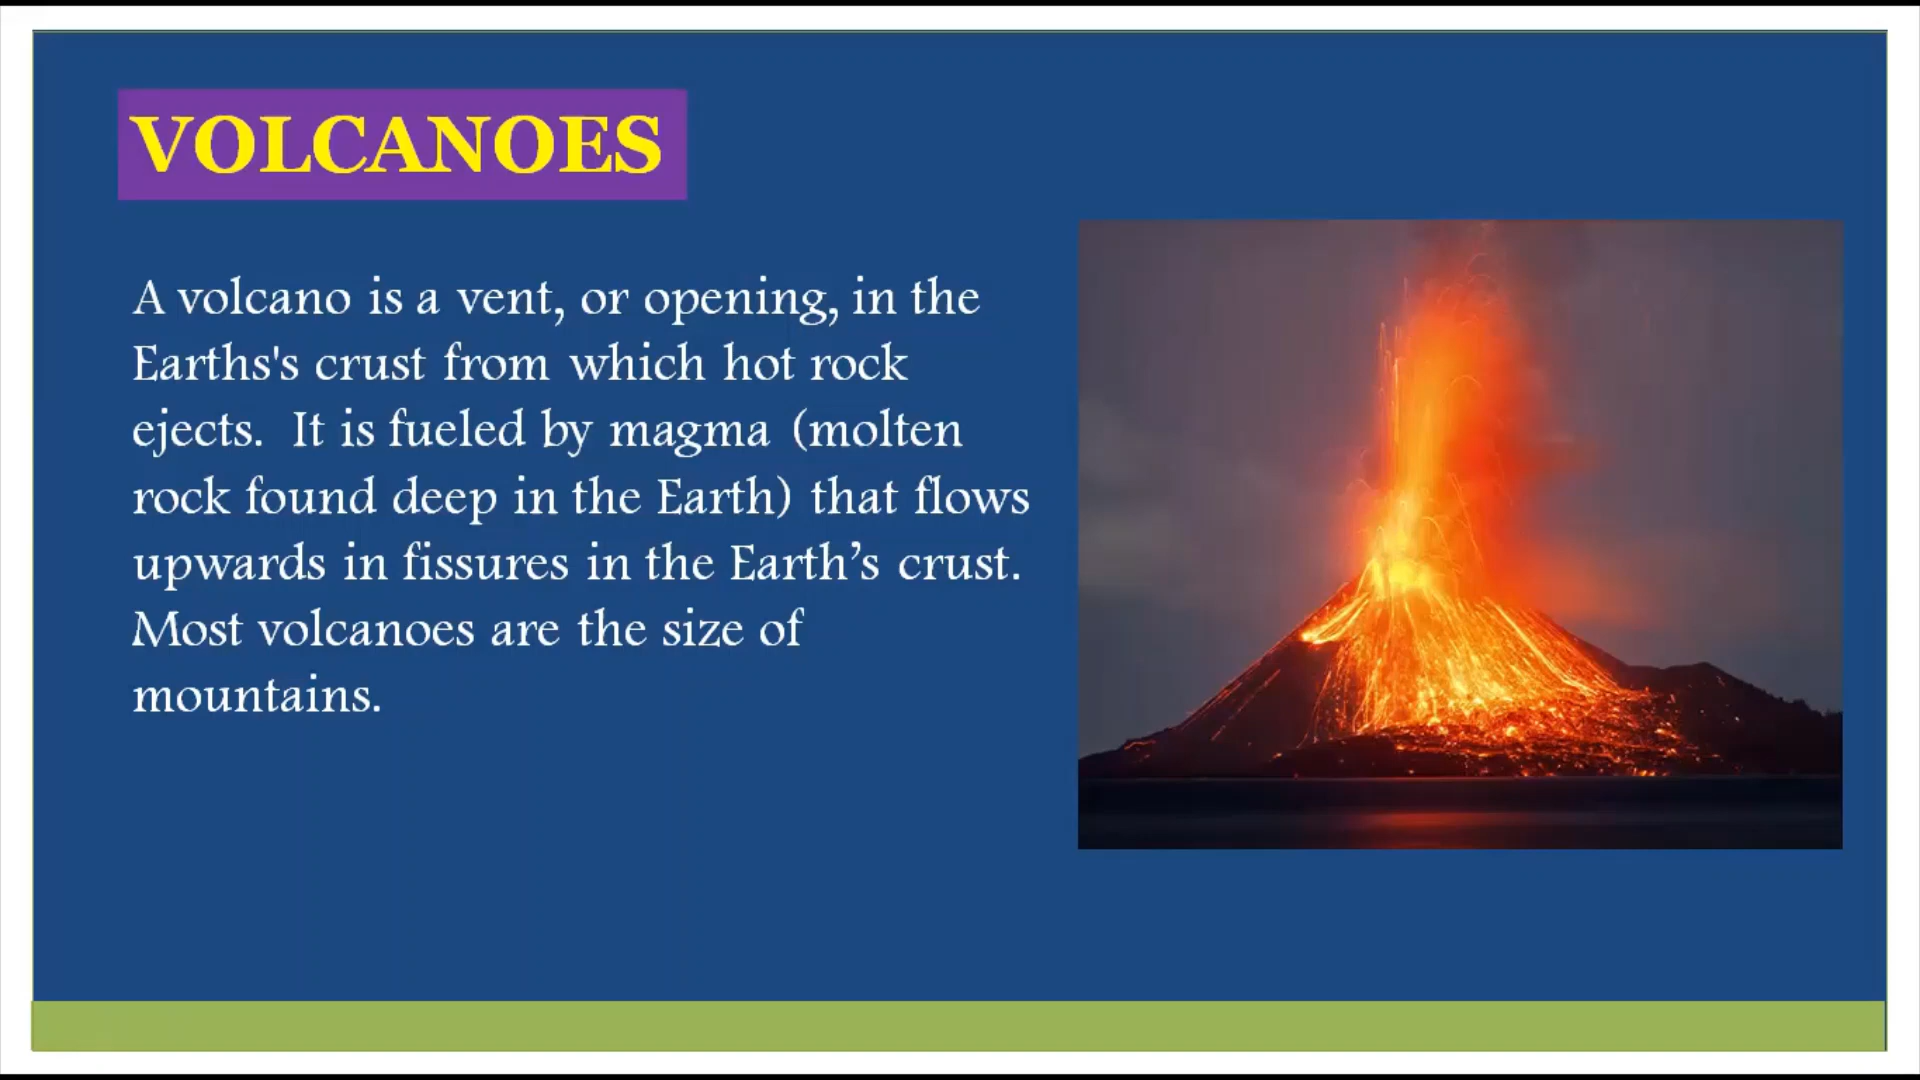 VOLCANOES
A volcano is a vent, or opening, in the
Earths's crust from which hot rock
ejects.  It is fueled by magma (molten
rock found deep in the Earth) that flows
upwards in fissures in the Earth’s crust.
Most volcanoes are the size of
mountains.